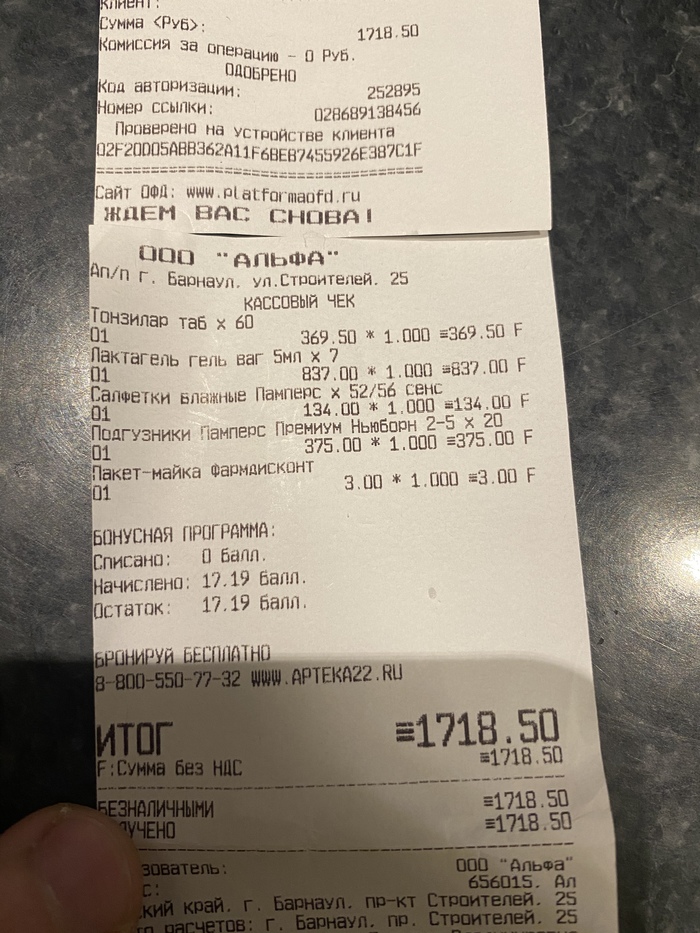 Клиент:
Сумма <Руб>: 1718.50
Комиссия за операцию - 0 Руб.
ОДОБРЕНО
Код авторизации: 252895
Номер ссылки: 028689138456
Проверено на устройстве клиента
02F20D05ABB362A11F6BEB7455926E387C1F
==========================================
Сайт ОФД: www.platformaofd.ru
ЖДЕМ ВАС СНОВА!
ООО "АЛЬФА"
Ап/п г. Барнаул. ул.Строителей. 25
КАССОВЫЙ ЧЕК
Тонзилар таб x 60
01 369.50 * 1.000 ≡369.50 F
Лактагель гель ваг 5мл x 7
01 837.00 * 1.000 ≡837.00 F
Салфетки влажные Памперс x 52/56 сенс
01 134.00 * 1.000 ≡134.00 F
Подгузники Памперс Премиум Ньюборн 2-5 x 20
01 375.00 * 1.000 ≡375.00 F
Пакет-майка Фармдисконт
01 3.00 * 1.000 ≡3.00 F
БОНУСНАЯ ПРОГРАММА:
Списано: 0 балл.
Начислено: 17.19 балл.
Остаток: 17.19 балл.
БРОНИРУЙ БЕСПЛАТНО
8-800-550-77-32 WWW.APTEKA22.RU
ИТОГ ≡1718.50
F:Сумма без НДС ≡1718.50
БЕЗНАЛИЧНЫМИ ≡1718.50
ЛУЧЕНО ≡1718.50
зователь: ООО "Альфа"
с: 656015. Ал
кий край. г. Барнаул. пр-кт Строителей. 25
расчетов: г. Барнаул. пр. Строителей. 25